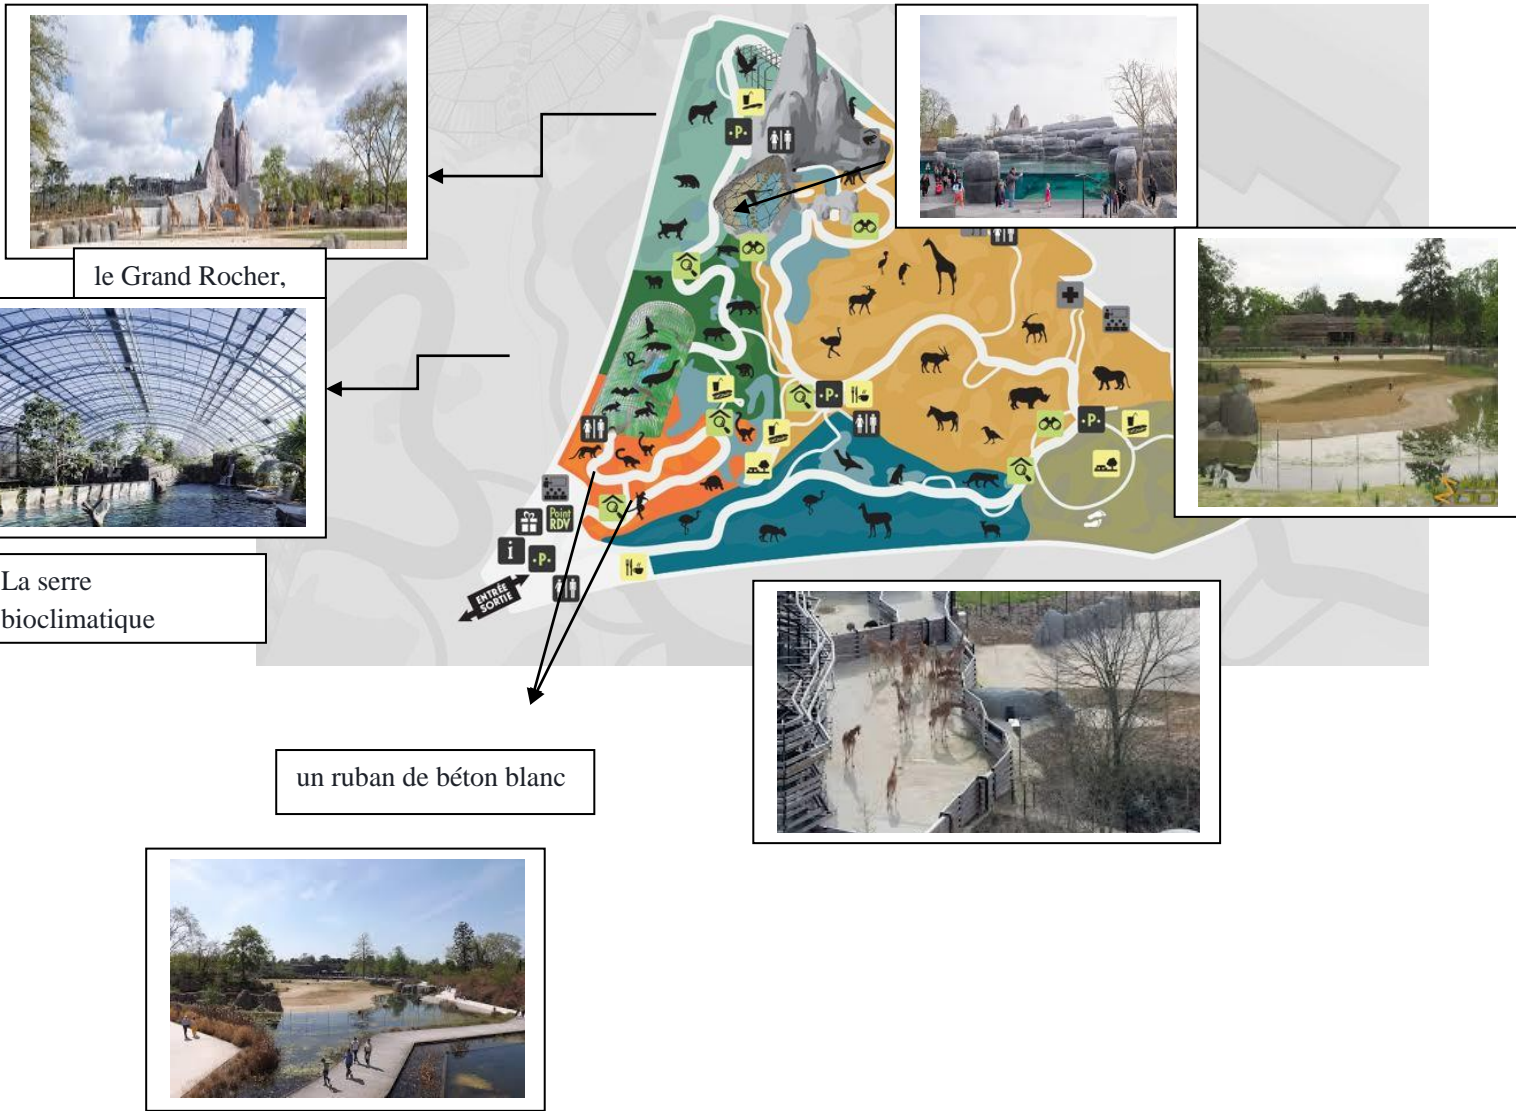 le Grand Rocher,
La serre
bioclimatique
·P·
·P·
·P·
Point
RDV
i
·P·
ENTRÉE
SORTIE
un ruban de béton blanc